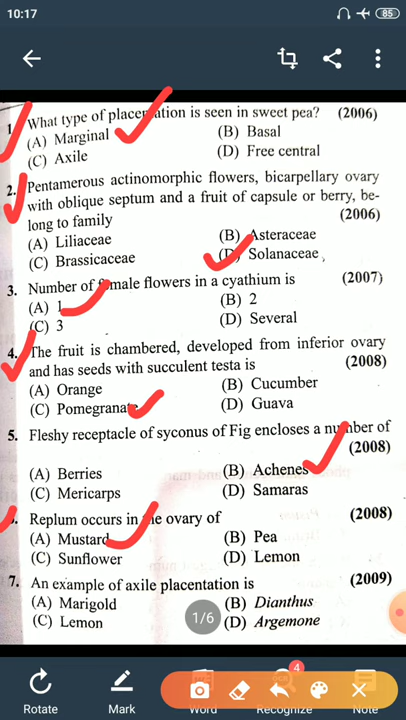 10:17
85
1. What type of placentation is seen in sweet pea? (2006)
(A) Marginal (B) Basal
(C) Axile (D) Free central
2. Pentamerous actinomorphic flowers, bicarpellary ovary
with oblique septum and a fruit of capsule or berry, be-
long to family (2006)
(A) Liliaceae (B) Asteraceae
(C) Brassicaceae (D) Solanaceae
3. Number of female flowers in a cyathium is (2007)
(A) 1 (B) 2
(C) 3 (D) Several
4. The fruit is chambered, developed from inferior ovary
and has seeds with succulent testa is (2008)
(A) Orange (B) Cucumber
(C) Pomegranate (D) Guava
5. Fleshy receptacle of syconus of Fig encloses a number of
(2008)
(A) Berries (B) Achenes
(C) Mericarps (D) Samaras
6. Replum occurs in the ovary of (2008)
(A) Mustard (B) Pea
(C) Sunflower (D) Lemon
7. An example of axile placentation is (2009)
(A) Marigold (B) Dianthus
(C) Lemon 1/6 (D) Argemone
4
Rotate Mark Word Recognize Note